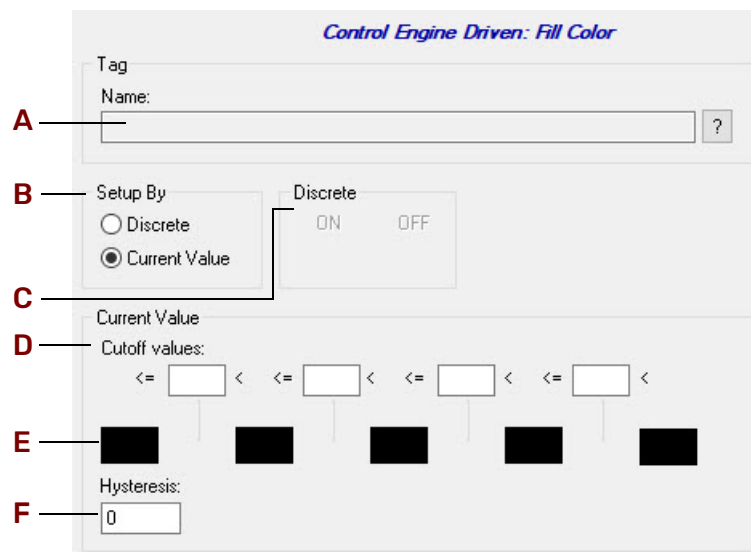 Control Engine Driven: Fill Color
Tag
Name:
A
?
B
Setup By
Discrete
Discrete
ON OFF
Current Value
C
Current Value
D
Cutoff values:
<= < <= < <= < <= <
E
Hysteresis:
F
0